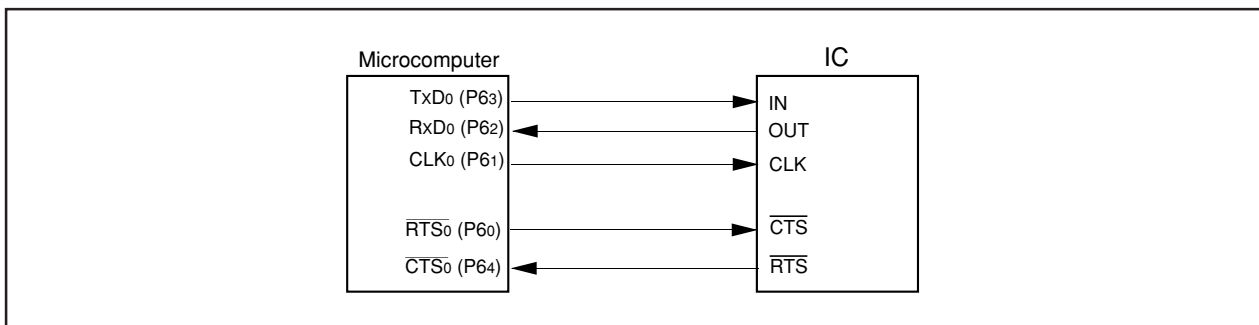 Microcomputer
TxD0 (P63)
RxD0 (P62)
CLK0 (P61)
RTS0 (P60)
CTS0 (P64)
IC
IN
OUT
CLK
CTS
RTS